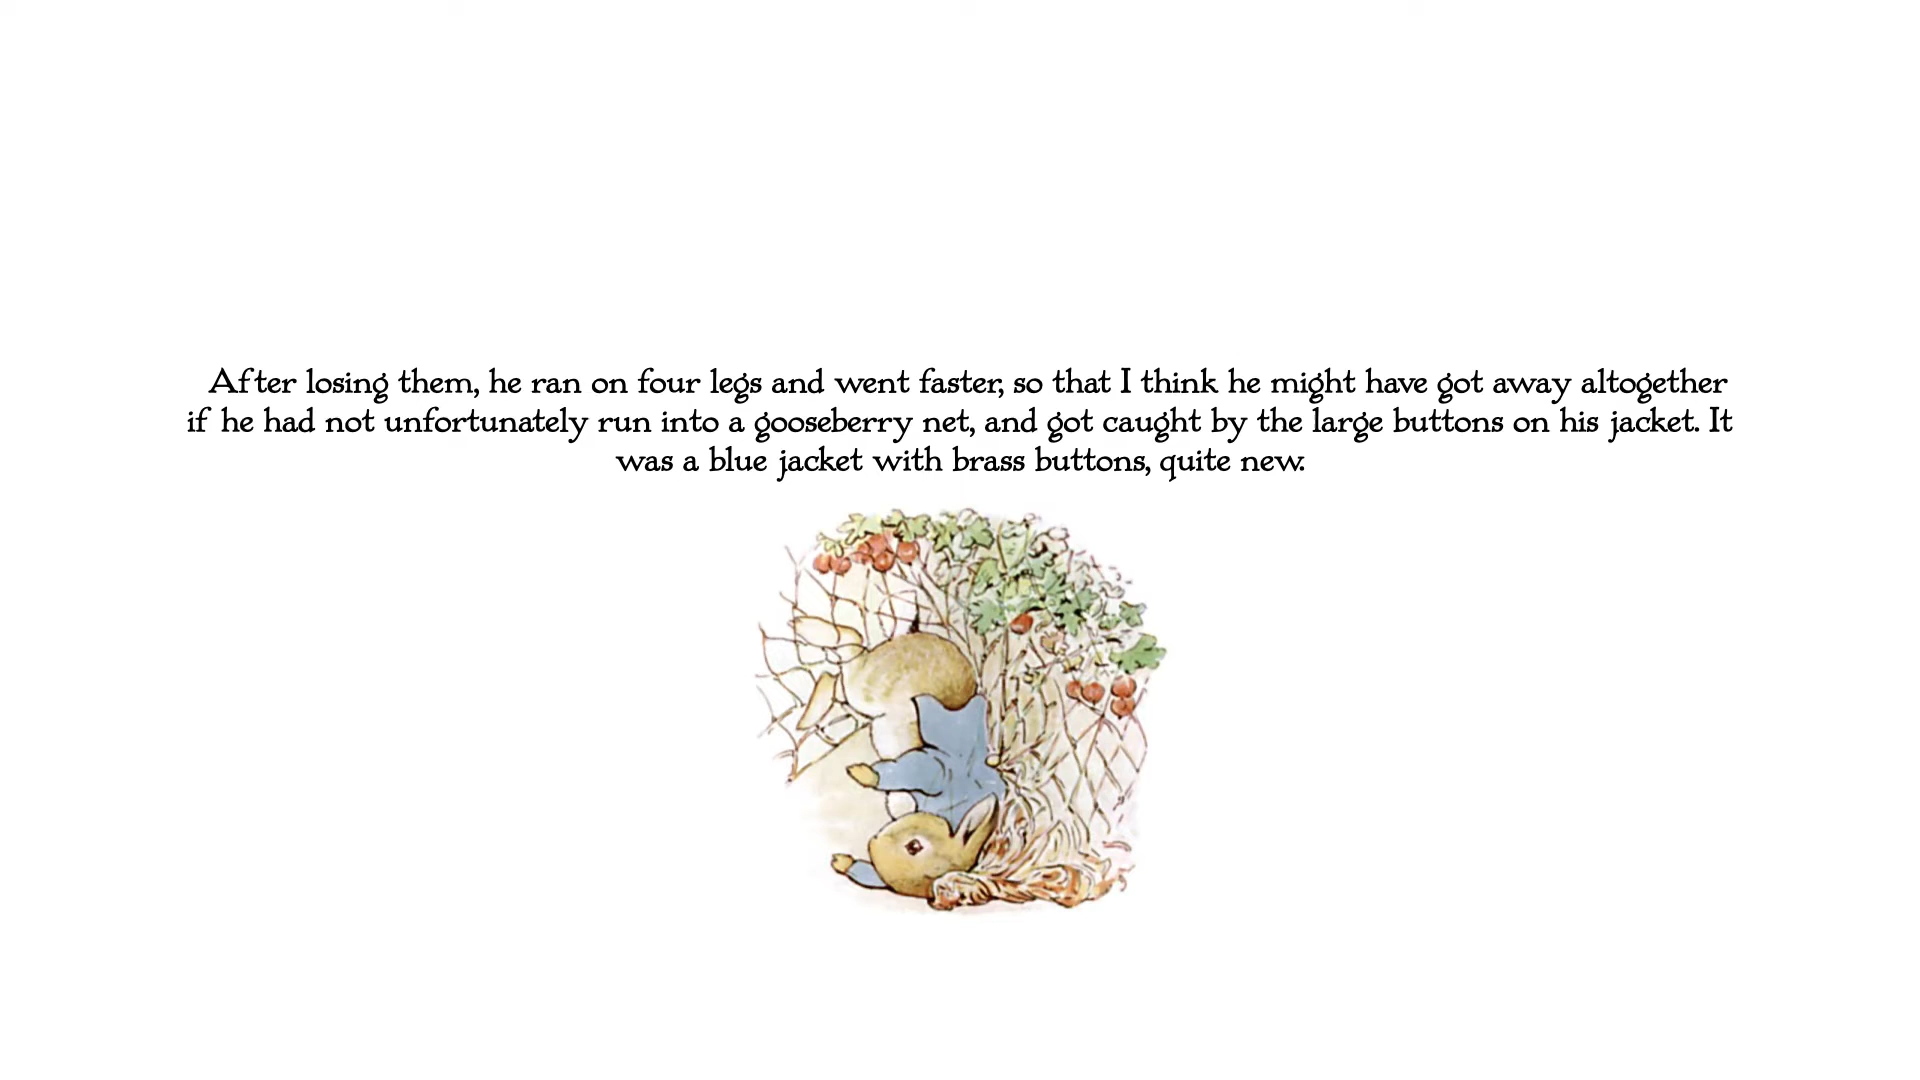 After losing them, he ran on four legs and went faster, so that I think he might have got away altogether
if he had not unfortunately run into a gooseberry net, and got caught by the large buttons on his jacket. It
was a blue jacket with brass buttons, quite new.